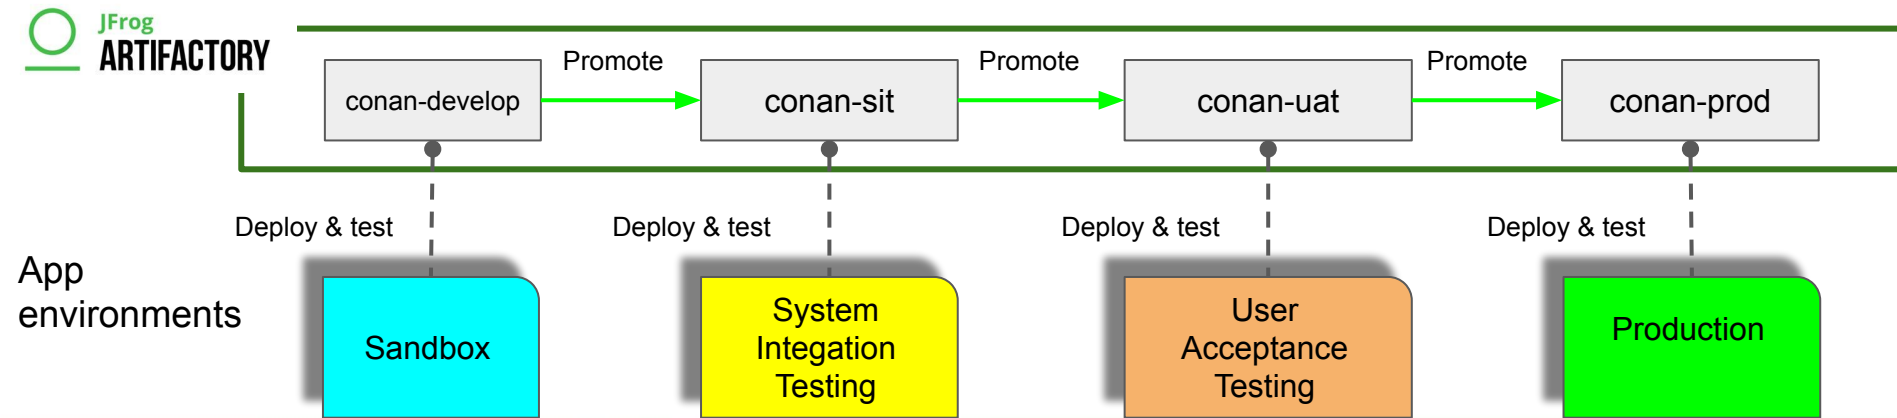 JFrog
ARTIFACTORY
Promote
Promote
Promote
conan-develop
conan-sit
conan-uat
conan-prod
Deploy & test
Deploy & test
Deploy & test
Deploy & test
App
environments
Sandbox
System
Integation
Testing
User
Acceptance
Testing
Production